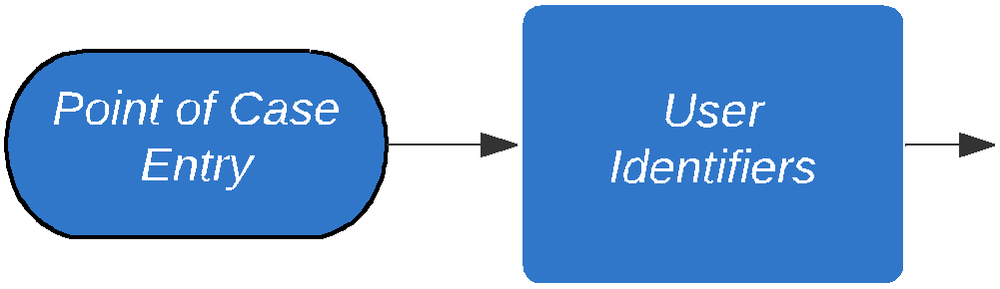 Point of Case
Entry
User
Identifiers